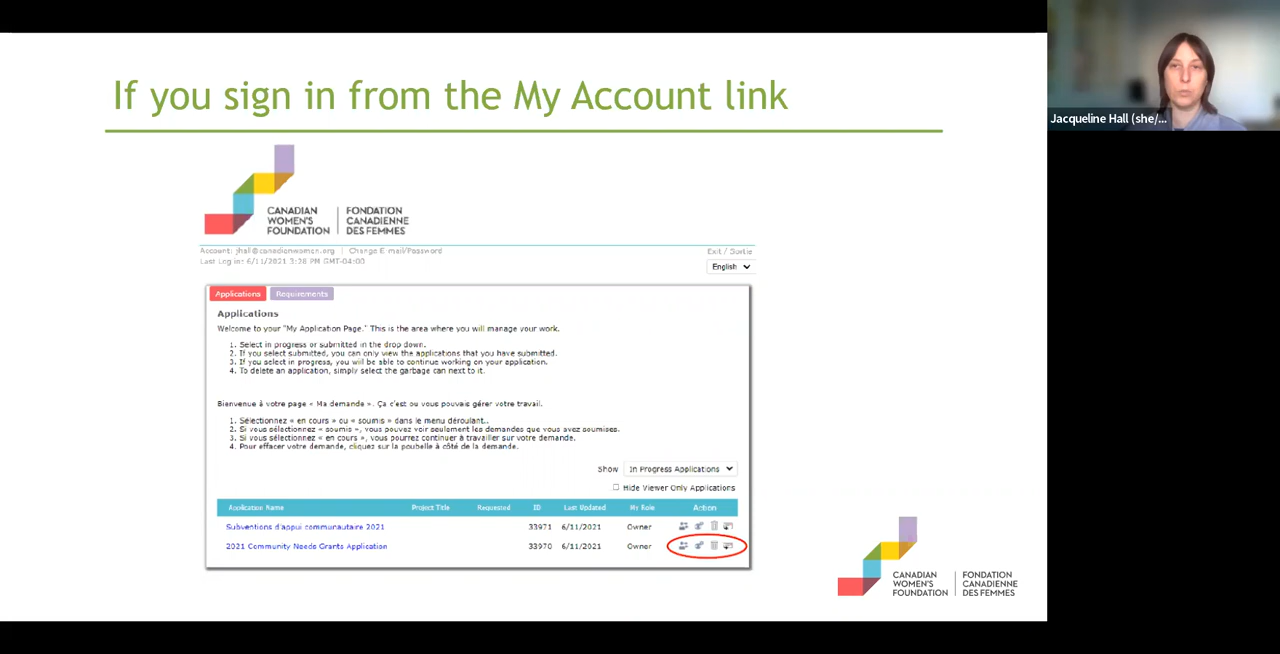 If you sign in from the My Account link
Jacqueline Hall (she/...
CANADIAN WOMEN'S FOUNDATION | FONDATION CANADIENNE DES FEMMES
Account: jhall@canadianwomen.org | Change E-mail/Password
Exit / Sortie
Last Log in: 6/11/2021 3:28 PM GMT-04:00
English
Applications Requirements
Applications
Welcome to your "My Application Page." This is the area where you will manage your work.
1. Select in progress or submitted in the drop down.
2. If you select submitted, you can only view the applications that you have submitted.
3. If you select in progress, you will be able to continue working on your application.
4. To delete an application, simply select the garbage can next to it.
Bienvenue à votre page « Ma demande ». Ça c'est ou vous pouvais gérer votre travail.
1. Sélectionnez « en cours » ou « soumis » dans le menu déroulant..
2. Si vous sélectionnez « soumis », vous pouvez voir seulement les demandes que vous avez soumises.
3. Si vous sélectionnez « en cours », vous pourrez continuer à travailler sur votre demande.
4. Pour effacer votre demande, cliquez sur la poubelle à côté de la demande.
Show In Progress Applications
Hide Viewer Only Applications
Application Name Project Title Requested ID Last Updated My Role Action
Subventions d'appui communautaire 2021 33971 6/11/2021 Owner
2021 Community Needs Grants Application 33970 6/11/2021 Owner
CANADIAN WOMEN'S FOUNDATION | FONDATION CANADIENNE DES FEMMES